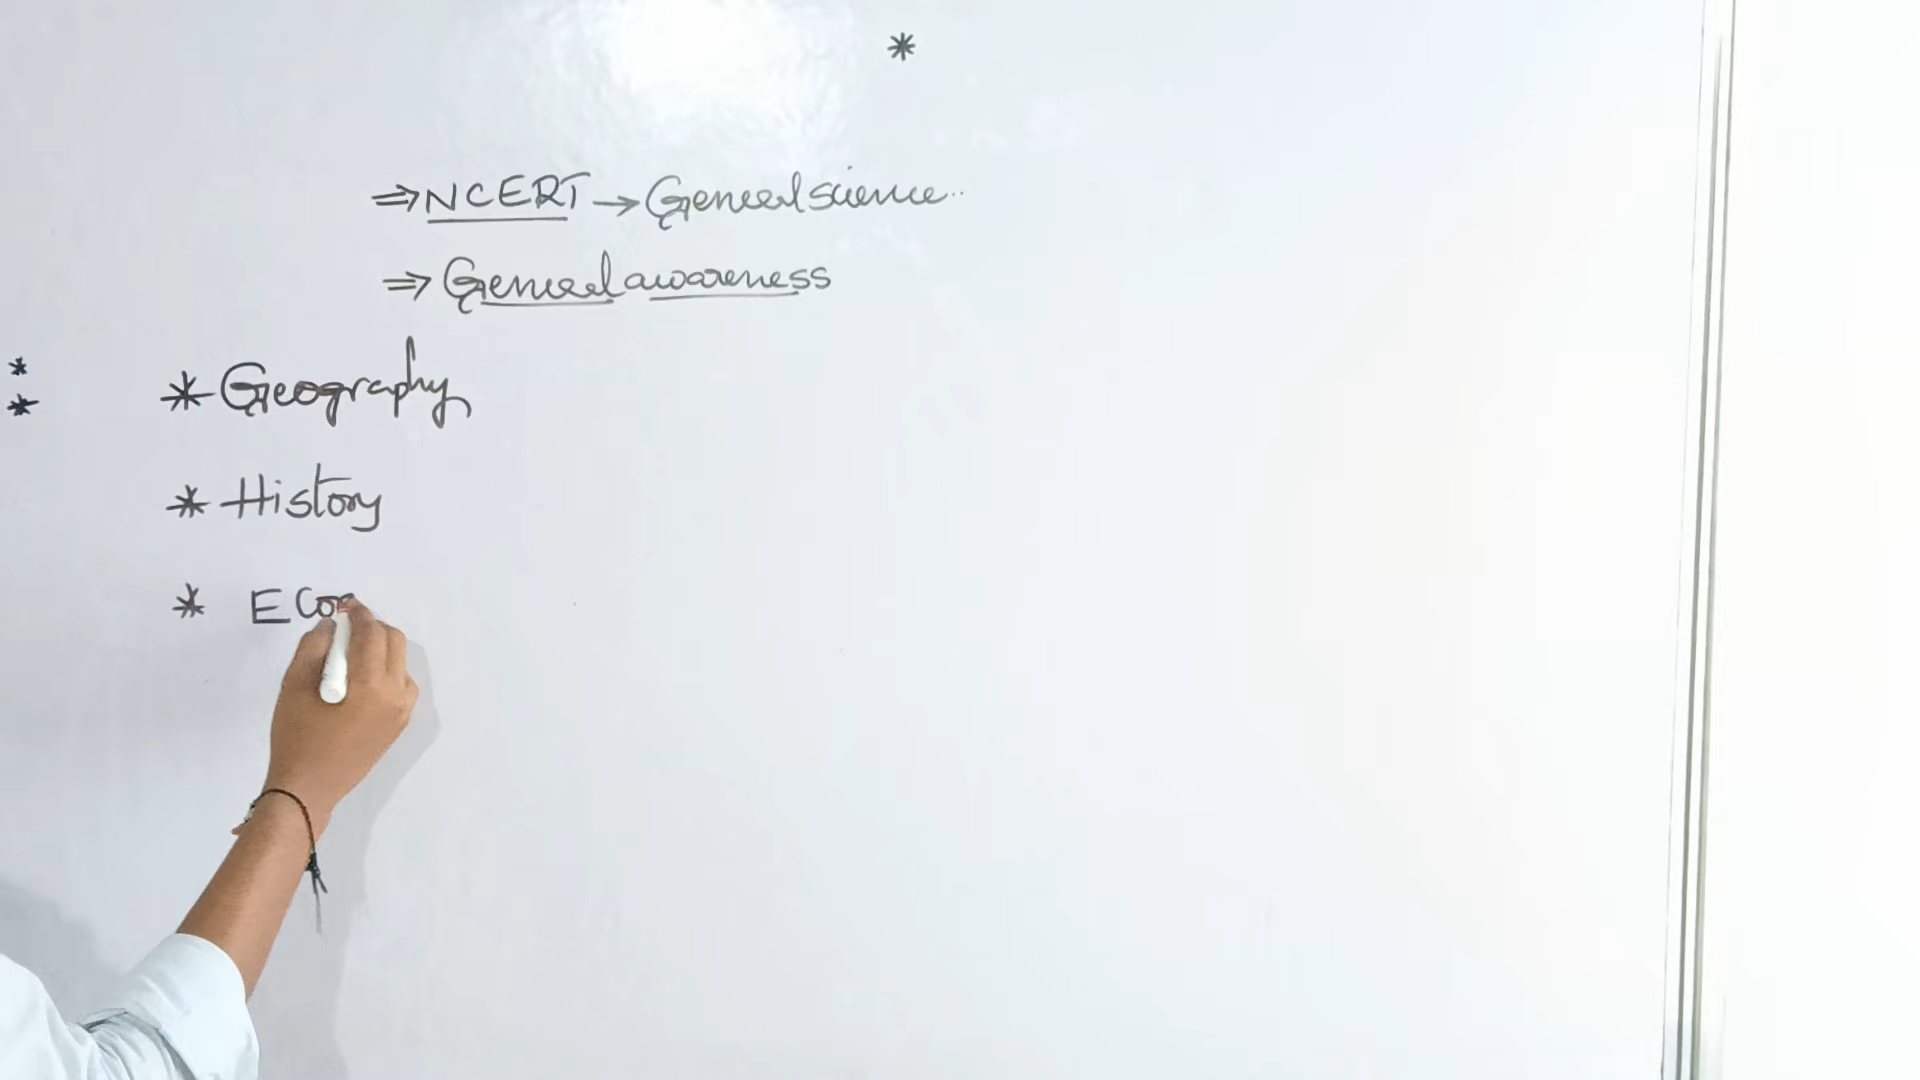 *
⇒ NCERT → General science..
⇒ General awareness
* Geography
* History
* Eco
*
*